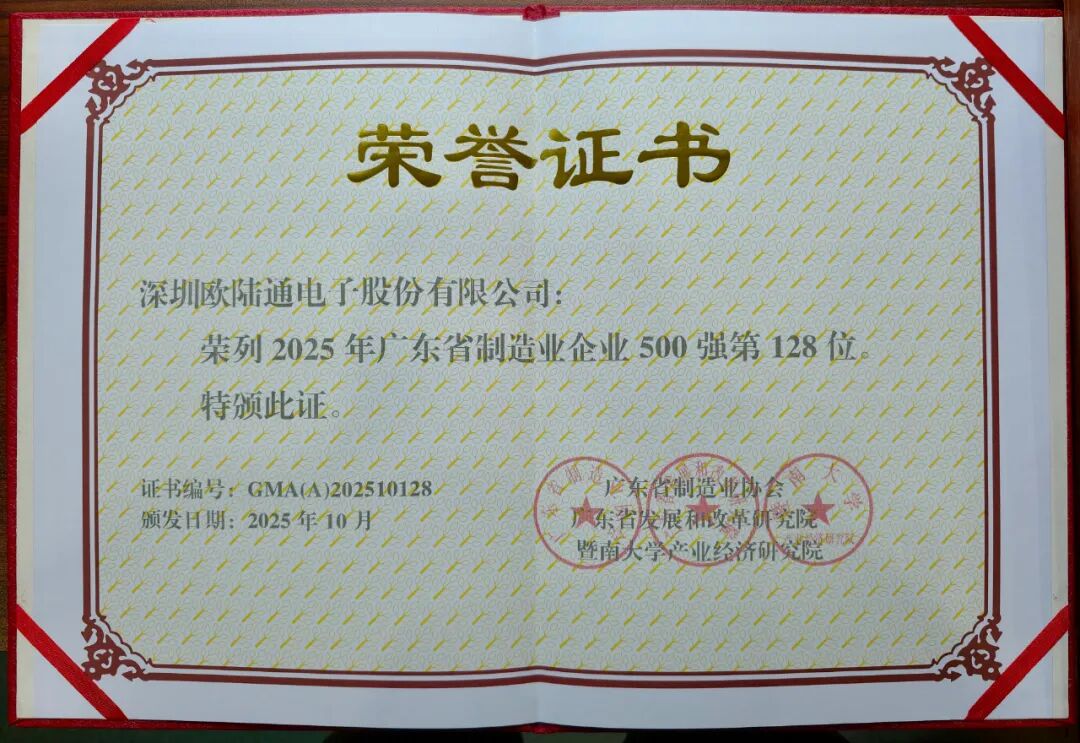 荣誉证书
深圳欧陆通电子股份有限公司：
荣列 2025 年广东省制造业企业 500 强第 128 位。
特颁此证。
证书编号：GMA(A)202510128
颁发日期：2025 年 10 月
广东省制造业协会
广东省发展和改革研究院
暨南大学产业经济研究院